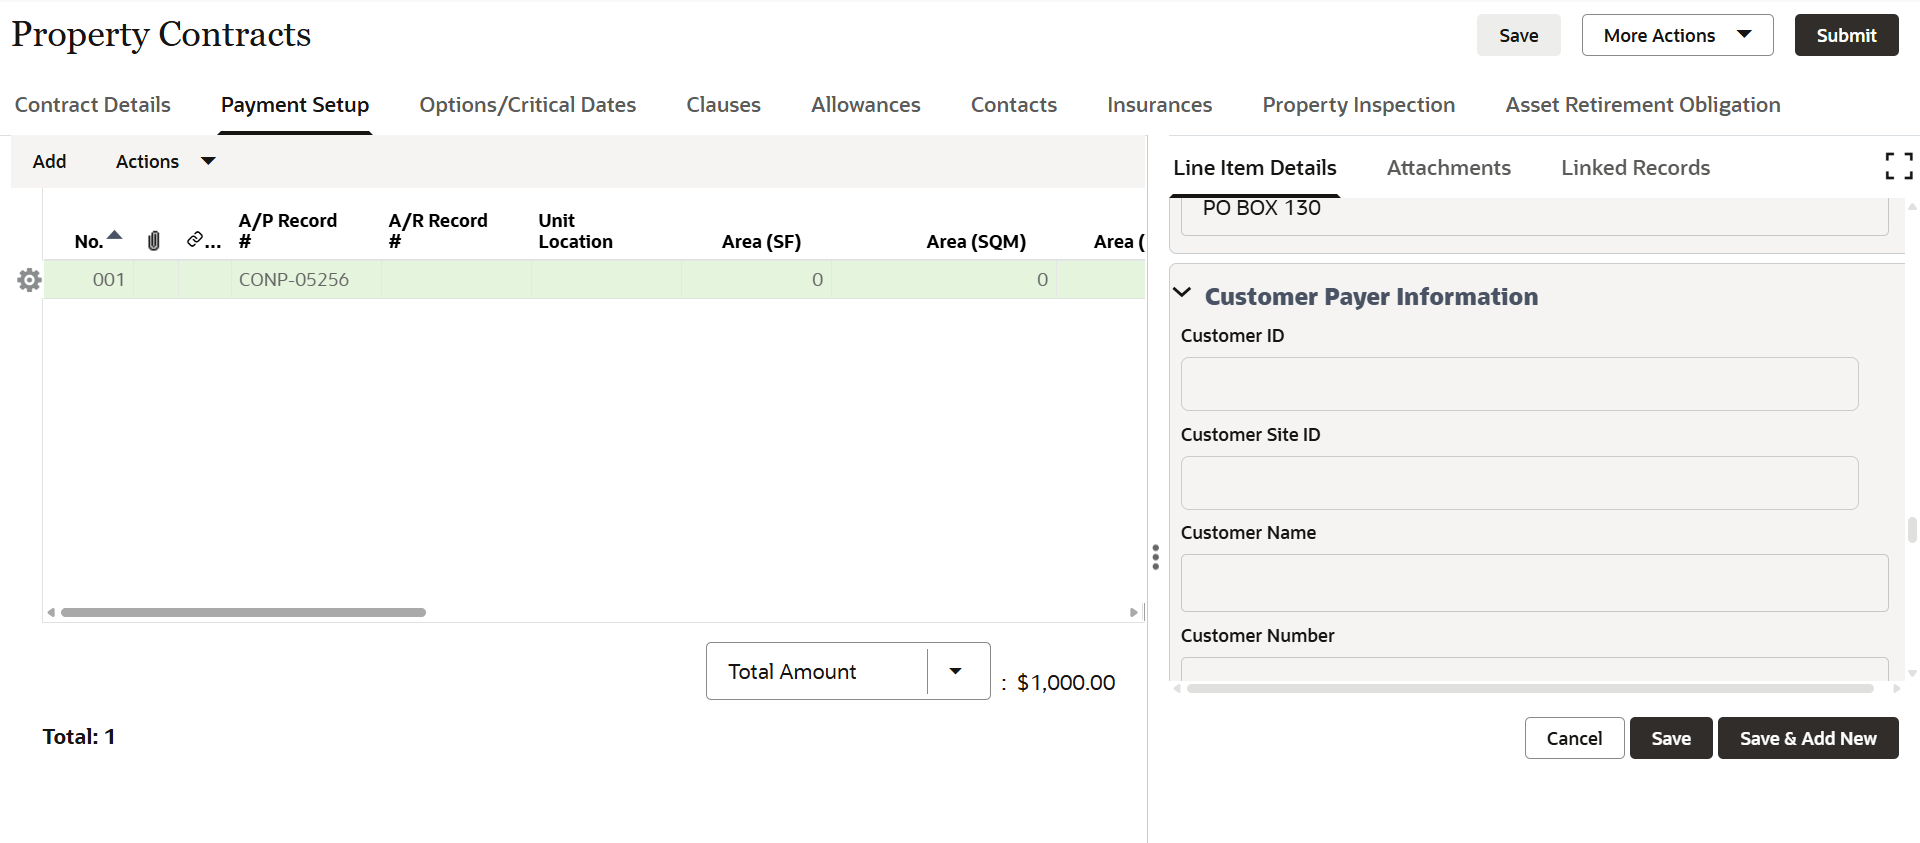 Property Contracts
Save
More Actions
Submit
Contract Details
Payment Setup
Options/Critical Dates
Clauses
Allowances
Contacts
Insurances
Property Inspection
Asset Retirement Obligation
Add
Actions
No.
...
A/P Record
#
A/R Record
#
Unit
Location
Area (SF)
Area (SQM)
Area (
001
CONP-05256
0
0
Total Amount
: $1,000.00
Total: 1
Line Item Details
Attachments
Linked Records
PO BOX 130
Customer Payer Information
Customer ID
Customer Site ID
Customer Name
Customer Number
Cancel
Save
Save & Add New